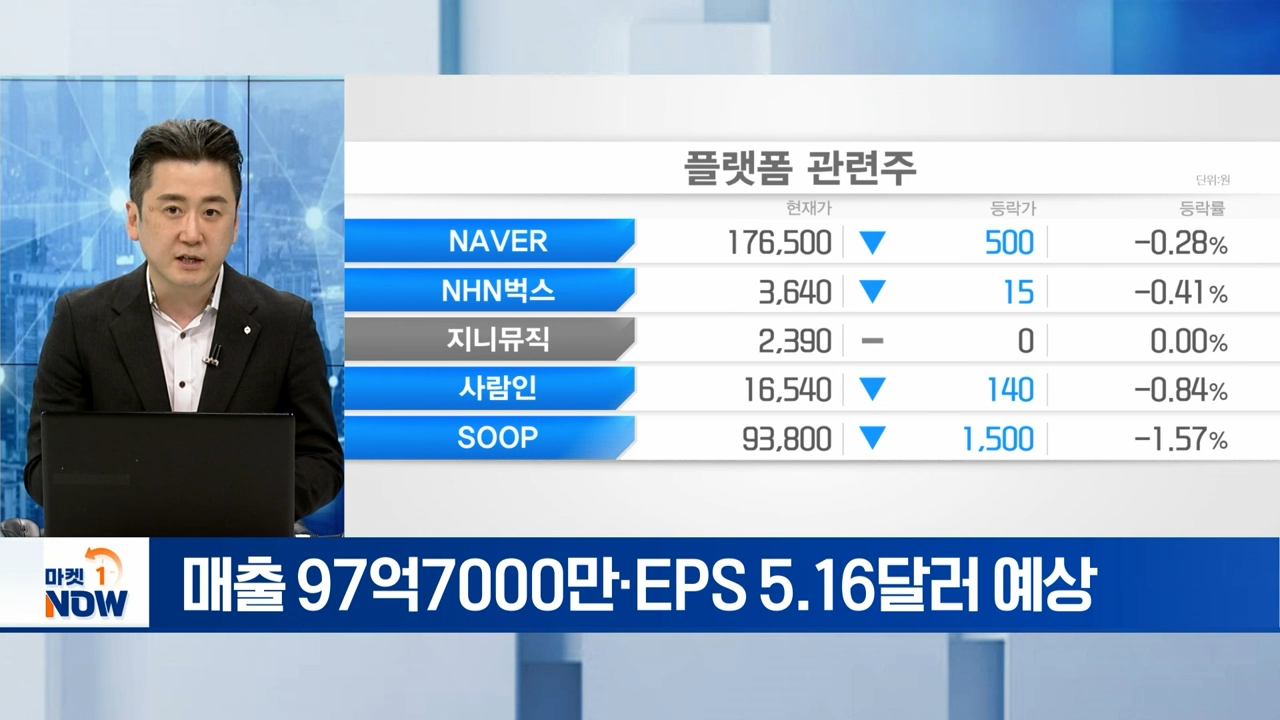 플랫폼 관련주
단위:원
현재가 등락가 등락률
NAVER 176,500 ▼ 500 -0.28%
NHN벅스 3,640 ▼ 15 -0.41%
지니뮤직 2,390 - 0 0.00%
사람인 16,540 ▼ 140 -0.84%
SOOP 93,800 ▼ 1,500 -1.57%
마켓 1
NOW
매출 97억7000만·EPS 5.16달러 예상